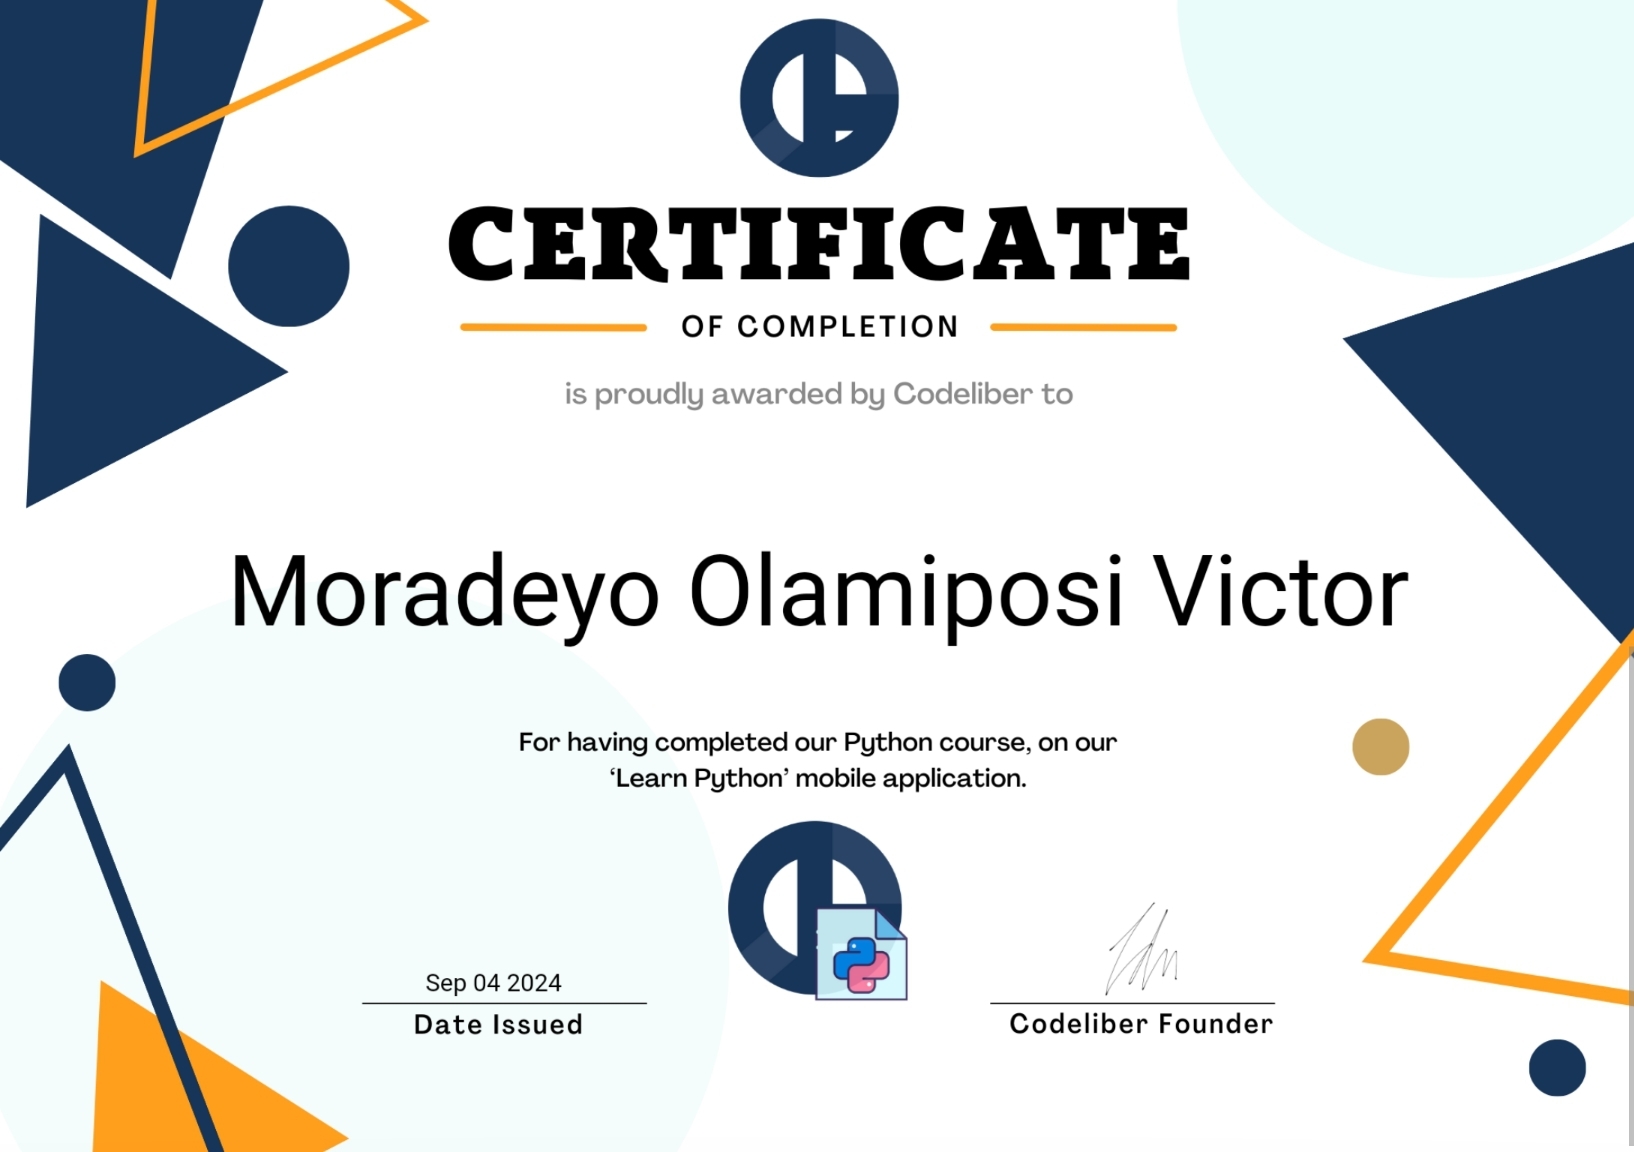 CERTIFICATE
OF COMPLETION
is proudly awarded by Codeliber to
Moradeyo Olamiposi Victor
For having completed our Python course, on our
‘Learn Python’ mobile application.
Sep 04 2024
Date Issued
Codeliber Founder